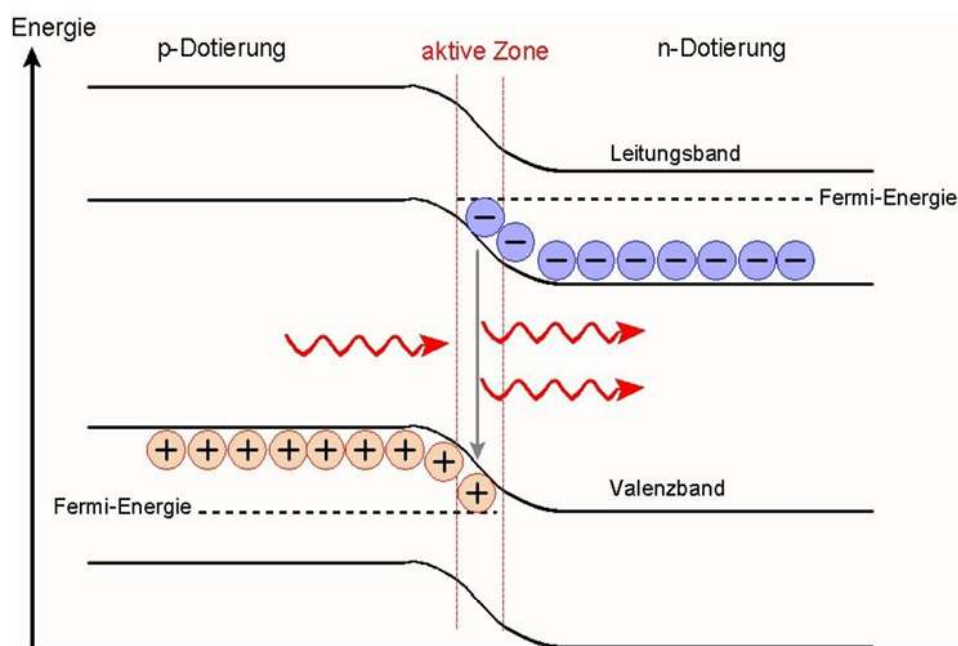 Energie
p-Dotierung
aktive Zone
n-Dotierung
Leitungsband
Fermi-Energie
Valenzband
Fermi-Energie